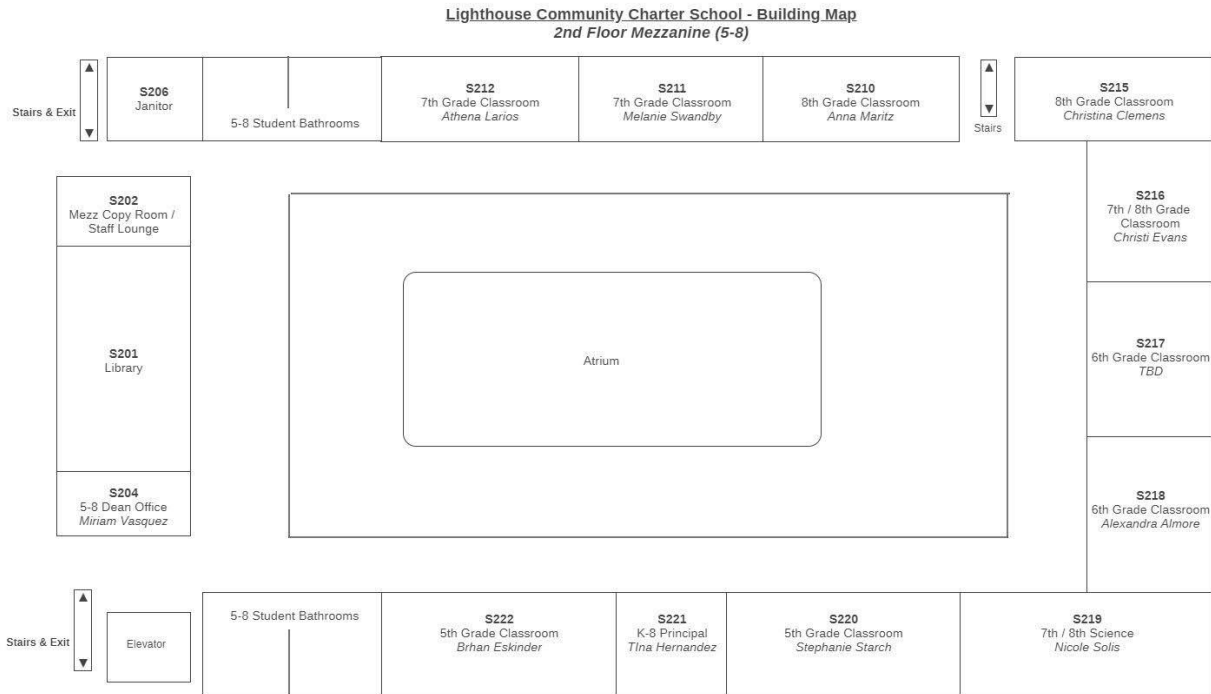 Lighthouse Community Charter School - Building Map
2nd Floor Mezzanine (5-8)
Stairs & Exit
S206
Janitor
5-8 Student Bathrooms
S212
7th Grade Classroom
Athena Larios
S211
7th Grade Classroom
Melanie Swandby
S210
8th Grade Classroom
Anna Maritz
Stairs
S215
8th Grade Classroom
Christina Clemens
S202
Mezz Copy Room /
Staff Lounge
S216
7th / 8th Grade
Classroom
Christi Evans
S201
Library
Atrium
S217
6th Grade Classroom
TBD
S204
5-8 Dean Office
Miriam Vasquez
S218
6th Grade Classroom
Alexandra Almore
Stairs & Exit
Elevator
5-8 Student Bathrooms
S222
5th Grade Classroom
Brhan Eskinder
S221
K-8 Principal
TIna Hernandez
S220
5th Grade Classroom
Stephanie Starch
S219
7th / 8th Science
Nicole Solis